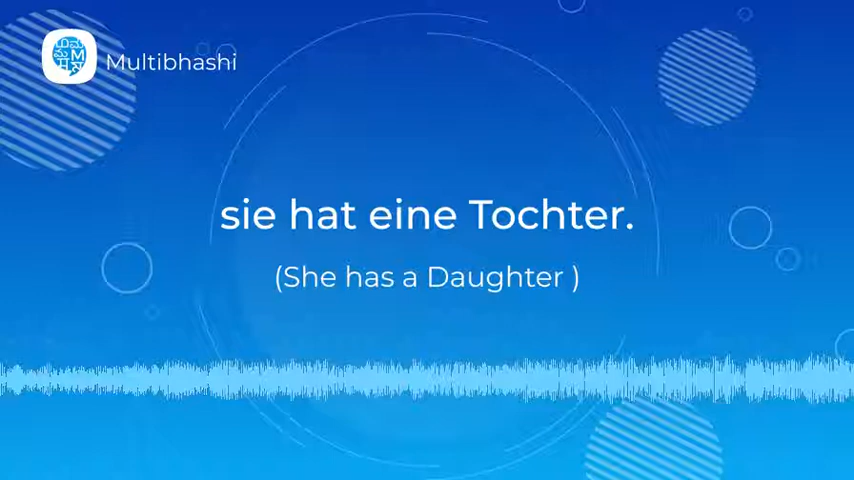 Multibhashi
sie hat eine Tochter.
(She has a Daughter )